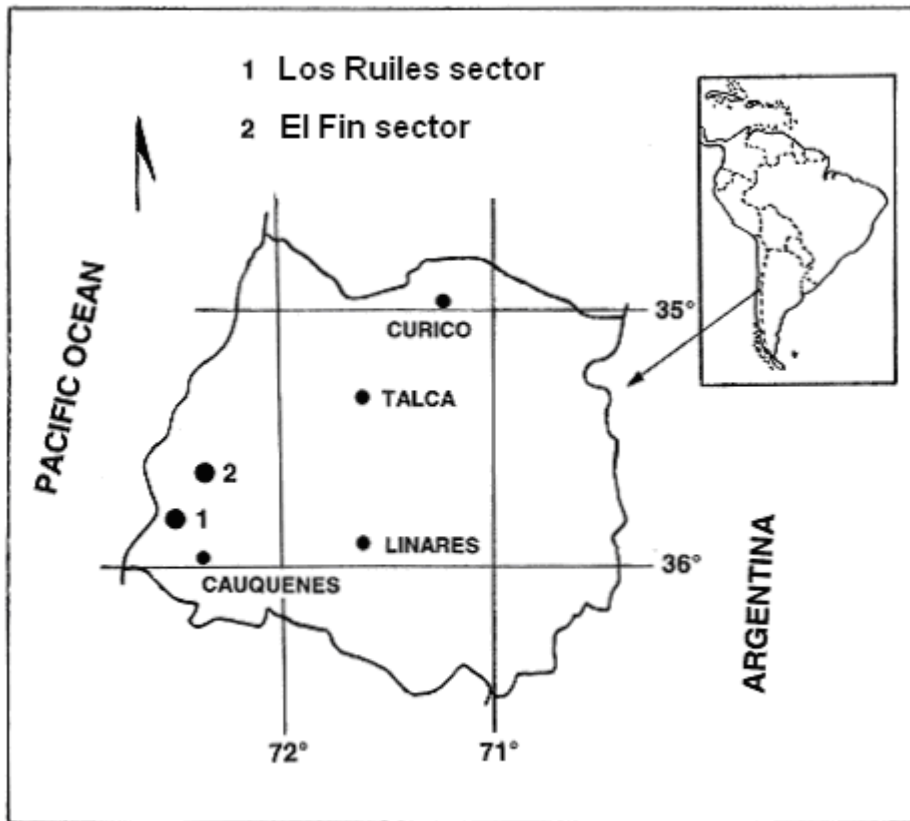 1 Los Ruiles sector
2 El Fin sector
PACIFIC OCEAN
35°
CURICO
TALCA
2
1
LINARES
36°
CAUQUENES
ARGENTINA
72°
71°